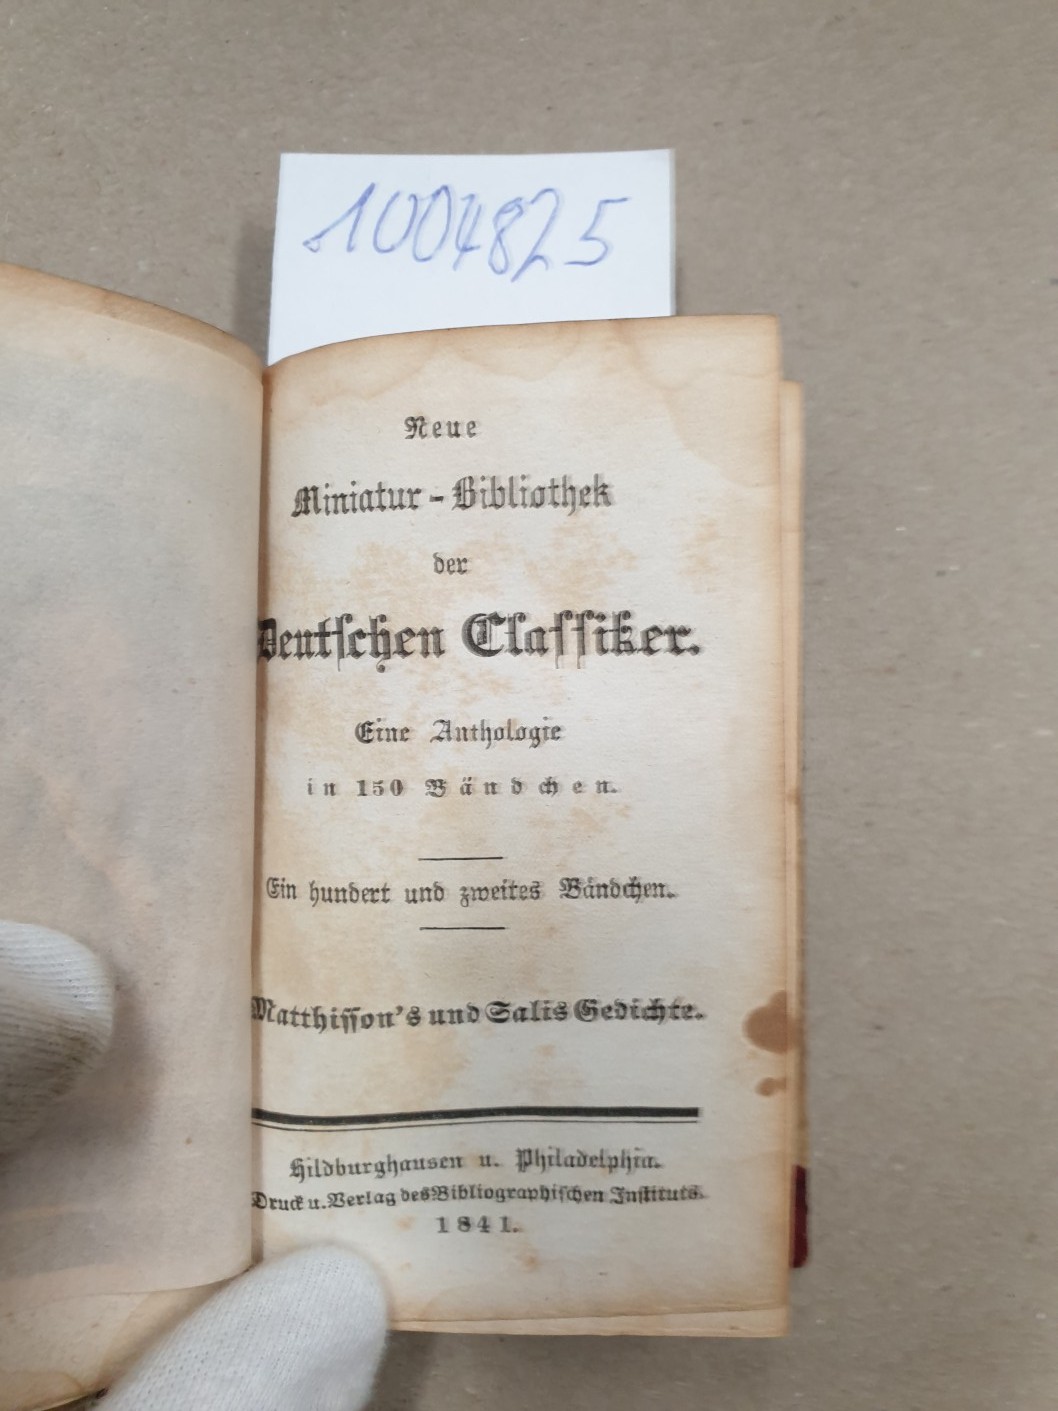 1004825
Neue
Miniatur-Bibliothek
der
Deutschen Classiker.
Eine Anthologie
in 150 Bändchen.
Ein hundert und zweites Bändchen.
Matthisson's und Salis Gedichte.
Hildburghausen u. Philadelphia.
Druck u. Verlag des Bibliographischen Instituts.
1841.